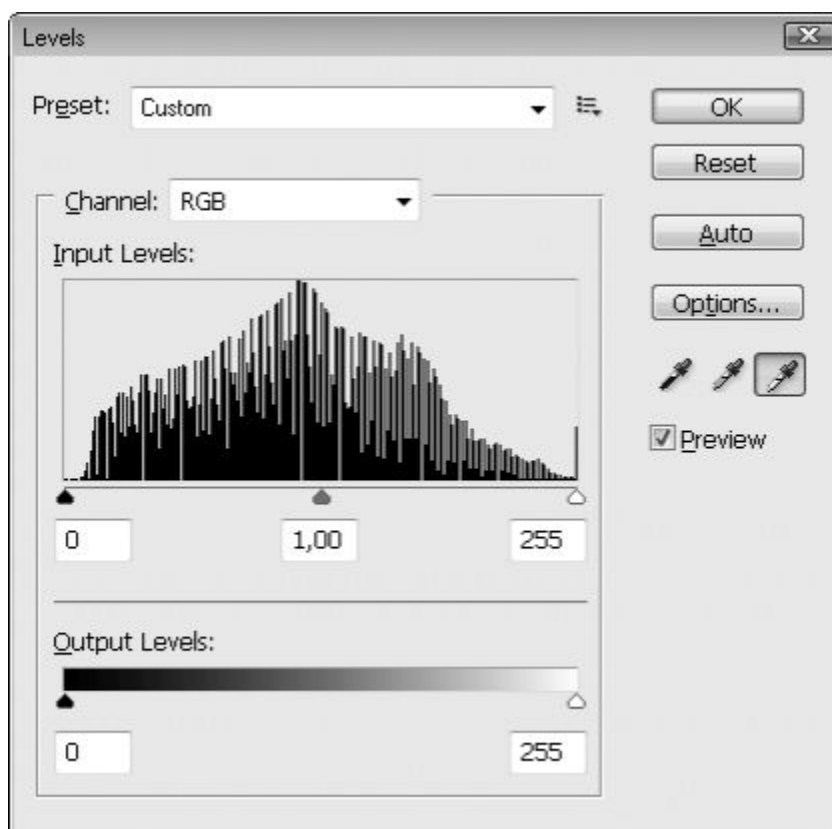 Levels
Preset: Custom
OK
Reset
Channel: RGB
Auto
Input Levels:
Options...
Preview
0 1,00 255
Output Levels:
0 255